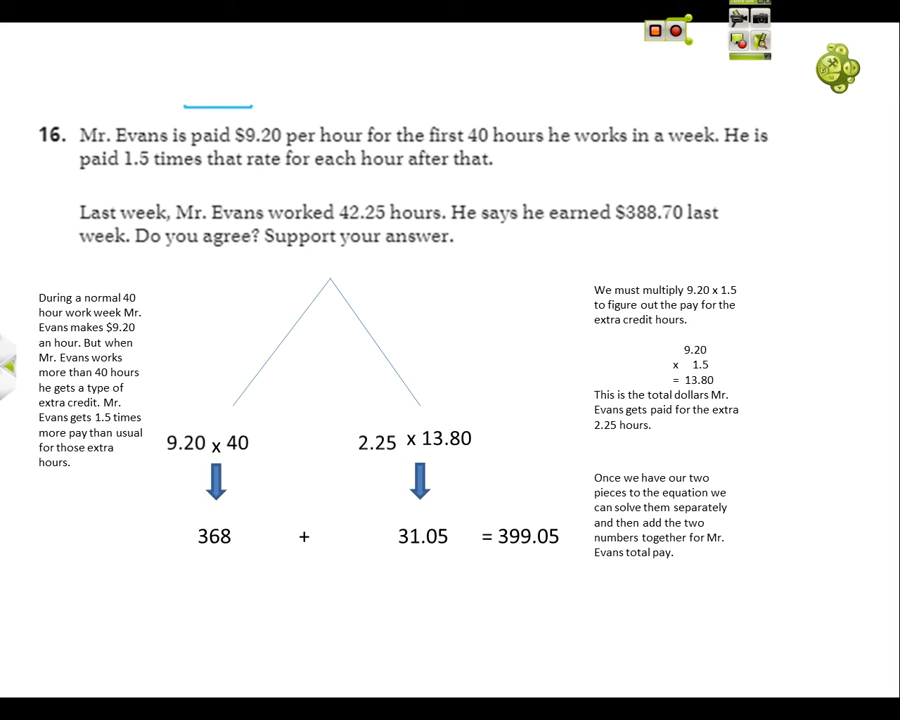 16. Mr. Evans is paid $9.20 per hour for the first 40 hours he works in a week. He is
paid 1.5 times that rate for each hour after that.
Last week, Mr. Evans worked 42.25 hours. He says he earned $388.70 last
week. Do you agree? Support your answer.
During a normal 40
hour work week Mr.
Evans makes $9.20
an hour. But when
Mr. Evans works
more than 40 hours
he gets a type of
extra credit. Mr.
Evans gets 1.5 times
more pay than usual
for those extra
hours.
9.20 x 40
2.25 x 13.80
368 + 31.05 = 399.05
We must multiply 9.20 x 1.5
to figure out the pay for the
extra credit hours.
9.20
x 1.5
= 13.80
This is the total dollars Mr.
Evans gets paid for the extra
2.25 hours.
Once we have our two
pieces to the equation we
can solve them separately
and then add the two
numbers together for Mr.
Evans total pay.